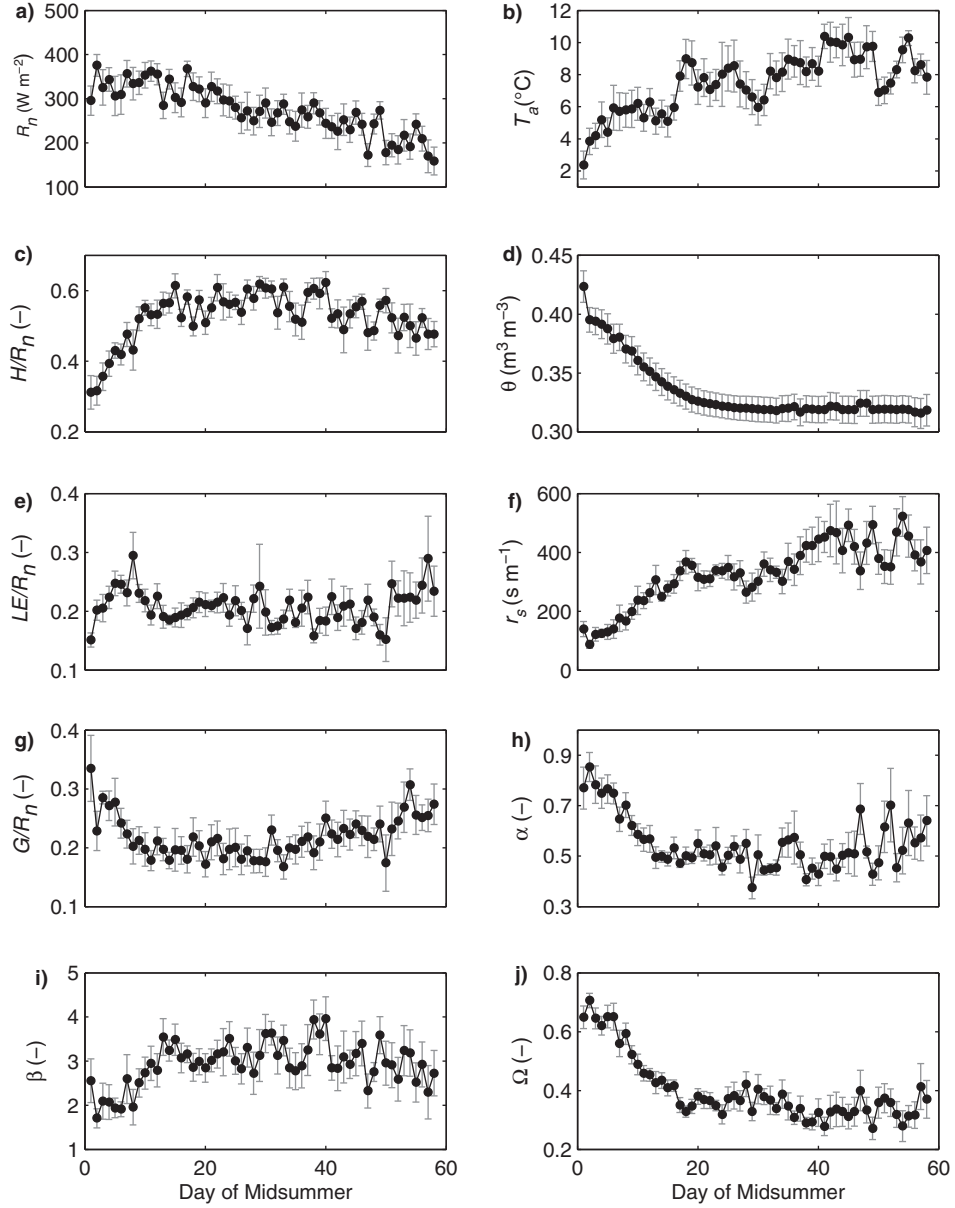 a)
500
400
300
200
100
R_n (W m⁻²)
b)
12
10
8
6
4
2
T_a (°C)
c)
0.6
0.4
0.2
H/R_n (–)
d)
0.45
0.40
0.35
0.30
θ (m³ m⁻³)
e)
0.4
0.3
0.2
0.1
LE/R_n (–)
f)
600
400
200
0
r_s (s m⁻¹)
g)
0.4
0.3
0.2
0.1
G/R_n (–)
h)
0.9
0.7
0.5
0.3
α (–)
i)
5
4
3
2
1
β (–)
0 20 40 60
Day of Midsummer
j)
0.8
0.6
0.4
0.2
Ω (–)
0 20 40 60
Day of Midsummer